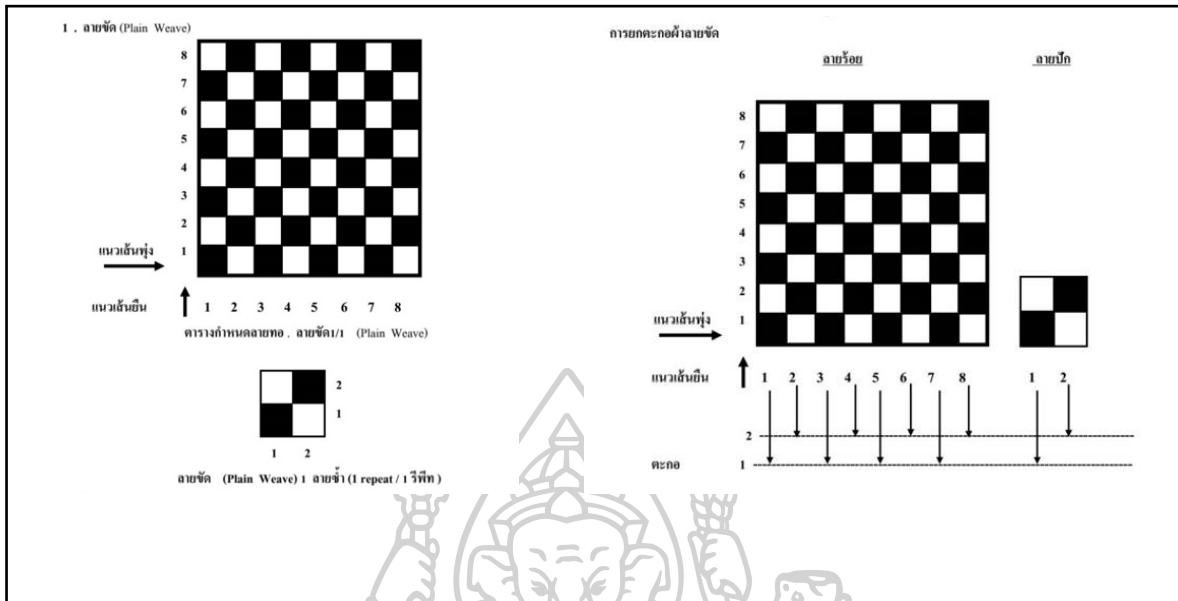 1 . ลายขัด (Plain Weave)
8
7
6
5
4
3
2
1
แนวเส้นพุ่ง
แนวเส้นยืน
1 2 3 4 5 6 7 8
ตารางกำหนดลายทอ . ลายขัด1/1 (Plain Weave)
2
1
1 2
ลายขัด (Plain Weave) 1 ลายซ้ำ (1 repeat / 1 รีพีท )
การยกตะกอผ้าลายขัด
ลายร้อย ลายปัก
8
7
6
5
4
3
2
1
แนวเส้นพุ่ง
แนวเส้นยืน
1 2 3 4 5 6 7 8 1 2
2
ตะกอ 1